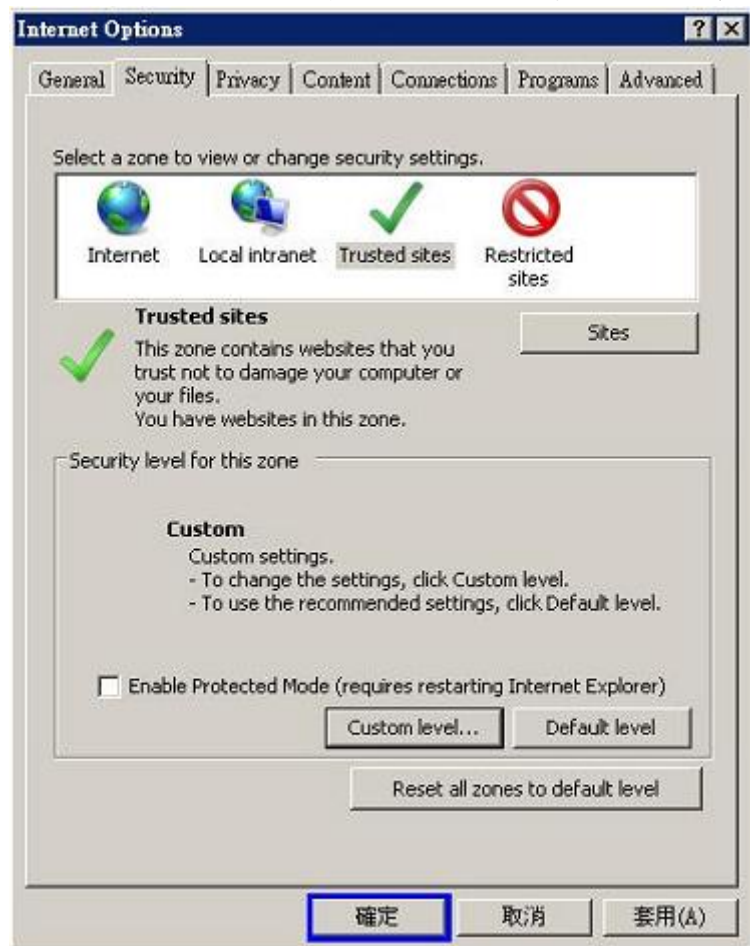 Internet Options
General Security Privacy Content Connections Programs Advanced
Select a zone to view or change security settings.
Internet Local intranet Trusted sites Restricted sites
Trusted sites
Sites
This zone contains websites that you
trust not to damage your computer or
your files.
You have websites in this zone.
Security level for this zone
Custom
Custom settings.
- To change the settings, click Custom level.
- To use the recommended settings, click Default level.
Enable Protected Mode (requires restarting Internet Explorer)
Custom level... Default level
Reset all zones to default level
確定 取消 套用(A)